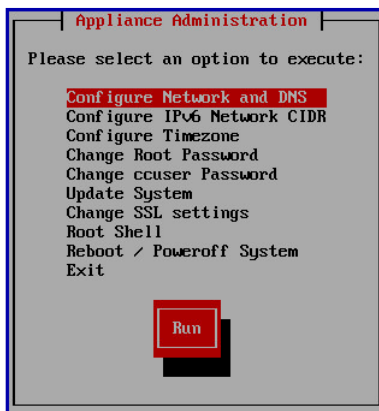 Appliance Administration
Please select an option to execute:
Configure Network and DNS
Configure IPv6 Network CIDR
Configure Timezone
Change Root Password
Change ccuser Password
Update System
Change SSL settings
Root Shell
Reboot / Poweroff System
Exit
Run